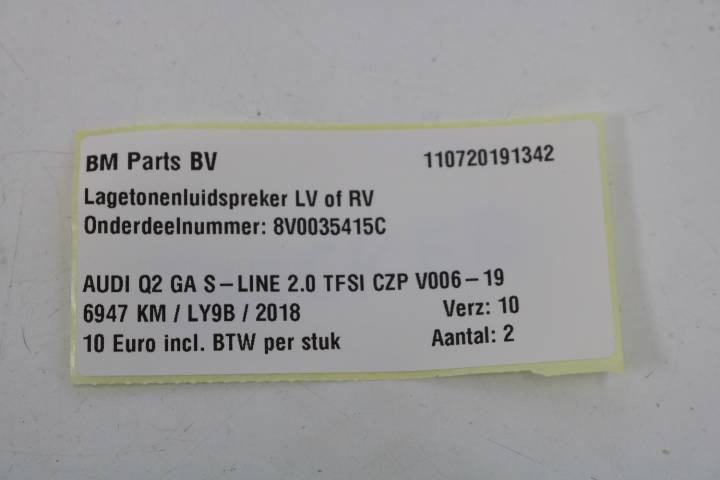 BM Parts BV 110720191342
Lagetonenluidspreker LV of RV
Onderdeelnummer: 8V0035415C
AUDI Q2 GA S-LINE 2.0 TFSI CZP V006-19
6947 KM / LY9B / 2018 Verz: 10
10 Euro incl. BTW per stuk Aantal: 2